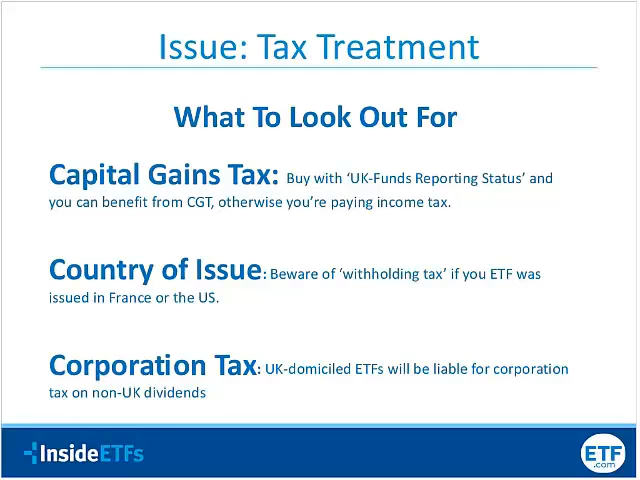 Issue: Tax Treatment
What To Look Out For
Capital Gains Tax: Buy with ‘UK-Funds Reporting Status’ and
you can benefit from CGT, otherwise you’re paying income tax.
Country of Issue: Beware of ‘withholding tax’ if you ETF was
issued in France or the US.
Corporation Tax: UK-domiciled ETFs will be liable for corporation
tax on non-UK dividends
InsideETFs
ETF
.com